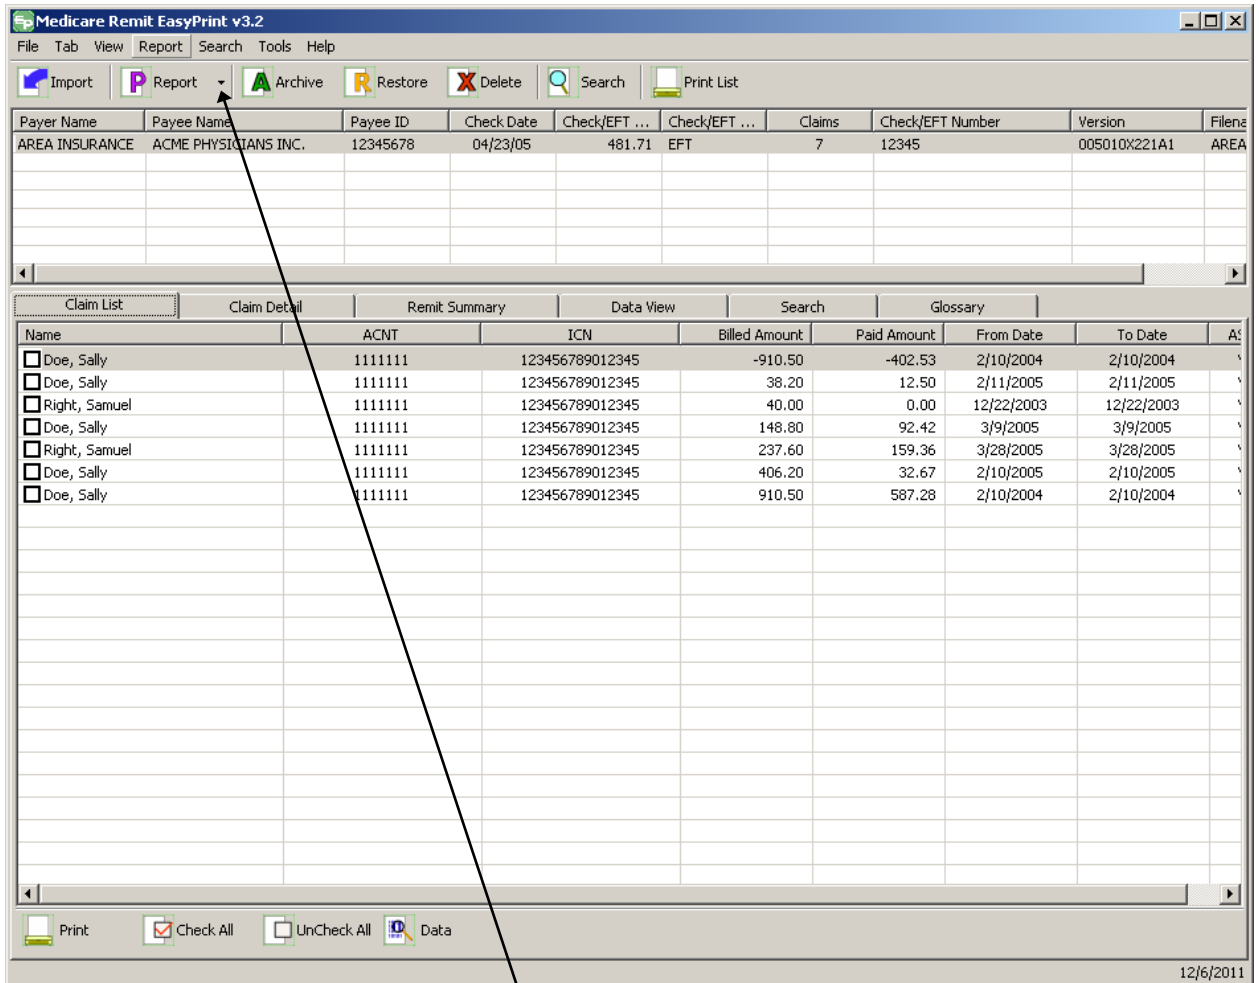 Medicare Remit EasyPrint v3.2
File Tab View Report Search Tools Help
Import Report Archive Restore Delete Search Print List
Payer Name Payee Name Payee ID Check Date Check/EFT ... Check/EFT ... Claims Check/EFT Number Version Filena
AREA INSURANCE ACME PHYSICIANS INC. 12345678 04/23/05 481.71 EFT 7 12345 005010X221A1 AREA
Claim List Claim Detail Remit Summary Data View Search Glossary
Name ACNT ICN Billed Amount Paid Amount From Date To Date AS
Doe, Sally 1111111 123456789012345 -910.50 -402.53 2/10/2004 2/10/2004
Doe, Sally 1111111 123456789012345 38.20 12.50 2/11/2005 2/11/2005
Right, Samuel 1111111 123456789012345 40.00 0.00 12/22/2003 12/22/2003
Doe, Sally 1111111 123456789012345 148.80 92.42 3/9/2005 3/9/2005
Right, Samuel 1111111 123456789012345 237.60 159.36 3/28/2005 3/28/2005
Doe, Sally 1111111 123456789012345 406.20 32.67 2/10/2005 2/10/2005
Doe, Sally 1111111 123456789012345 910.50 587.28 2/10/2004 2/10/2004
Print Check All UnCheck All Data
12/6/2011